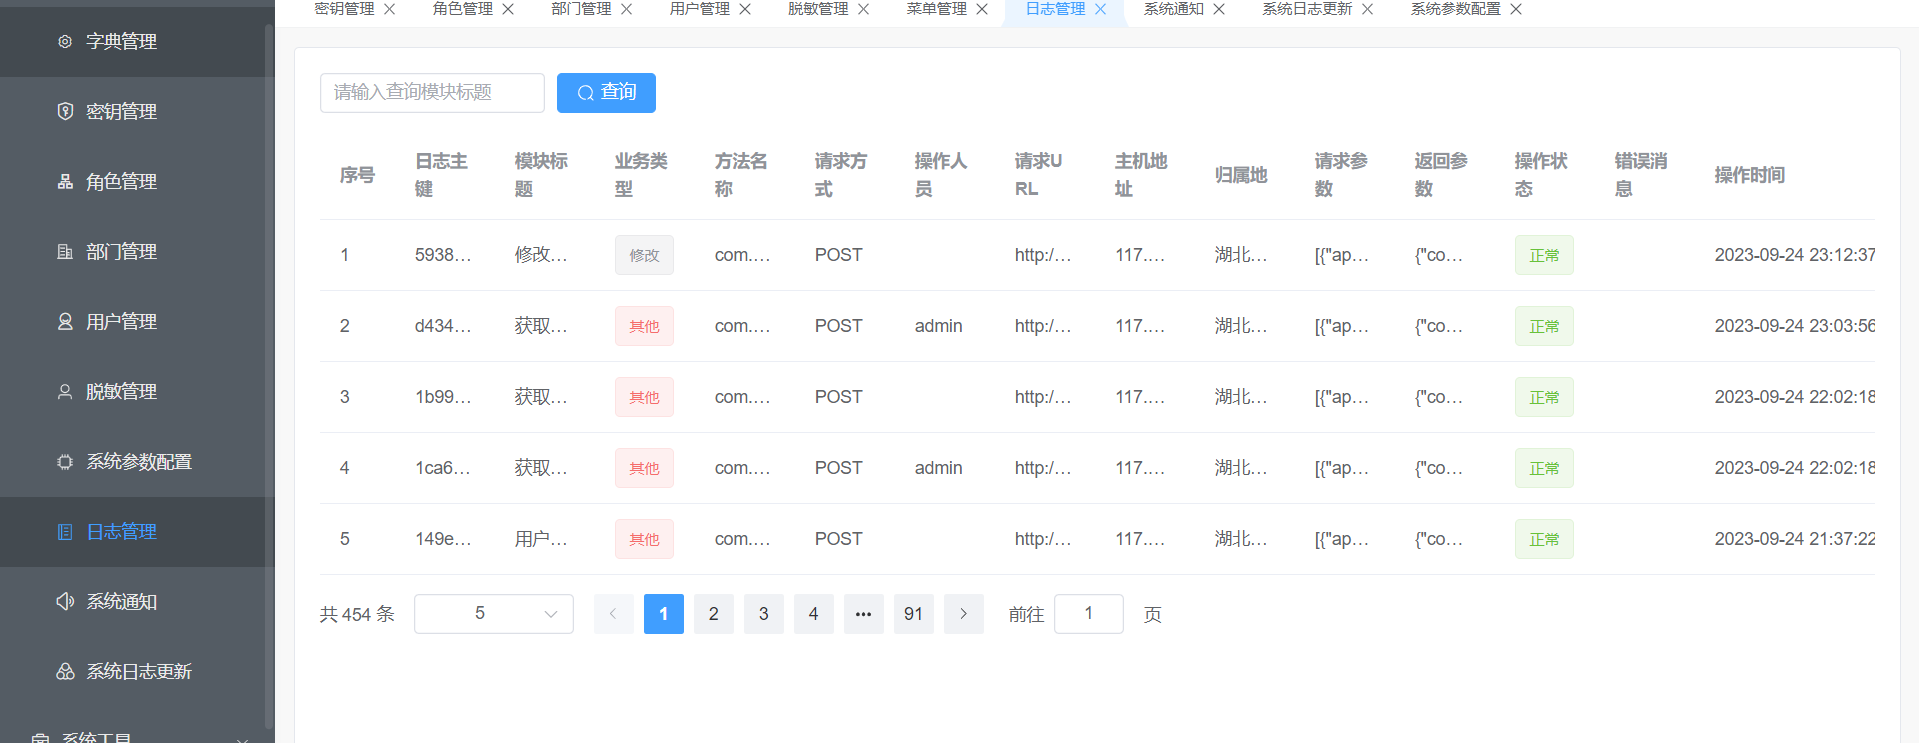 密钥管理 角色管理 部门管理 用户管理 脱敏管理 菜单管理 日志管理 系统通知 系统日志更新 系统参数配置
字典管理
密钥管理
角色管理
部门管理
用户管理
脱敏管理
系统参数配置
日志管理
系统通知
系统日志更新
系统工具
请输入查询模块标题 查询
序号 日志主键 模块标题 业务类型 方法名称 请求方式 操作人员 请求URL 主机地址 归属地 请求参数 返回参数 操作状态 错误消息 操作时间
1 5938... 修改... 修改 com.... POST http:/... 117.... 湖北... [{"ap... {"co... 正常 2023-09-24 23:12:37
2 d434... 获取... 其他 com.... POST admin http:/... 117.... 湖北... [{"ap... {"co... 正常 2023-09-24 23:03:56
3 1b99... 获取... 其他 com.... POST http:/... 117.... 湖北... [{"ap... {"co... 正常 2023-09-24 22:02:18
4 1ca6... 获取... 其他 com.... POST admin http:/... 117.... 湖北... [{"ap... {"co... 正常 2023-09-24 22:02:18
5 149e... 用户... 其他 com.... POST http:/... 117.... 湖北... [{"ap... {"co... 正常 2023-09-24 21:37:22
共 454 条 5 1 2 3 4 ... 91 前往 1 页